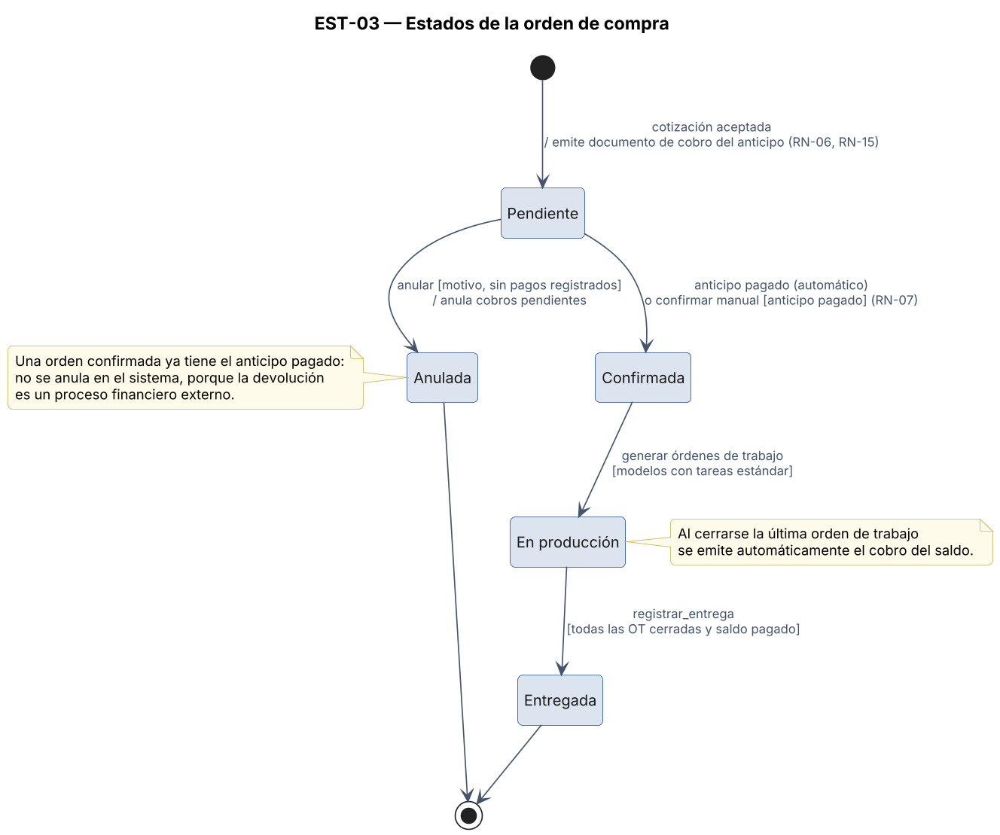 EST-03 — Estados de la orden de compra
cotización aceptada
/ emite documento de cobro del anticipo (RN-06, RN-15)
Pendiente
anular [motivo, sin pagos registrados]
/ anula cobros pendientes
anticipo pagado (automático)
o confirmar manual [anticipo pagado] (RN-07)
Una orden confirmada ya tiene el anticipo pagado:
no se anula en el sistema, porque la devolución
es un proceso financiero externo.
Anulada
Confirmada
generar órdenes de trabajo
[modelos con tareas estándar]
En producción
Al cerrarse la última orden de trabajo
se emite automáticamente el cobro del saldo.
registrar_entrega
[todas las OT cerradas y saldo pagado]
Entregada